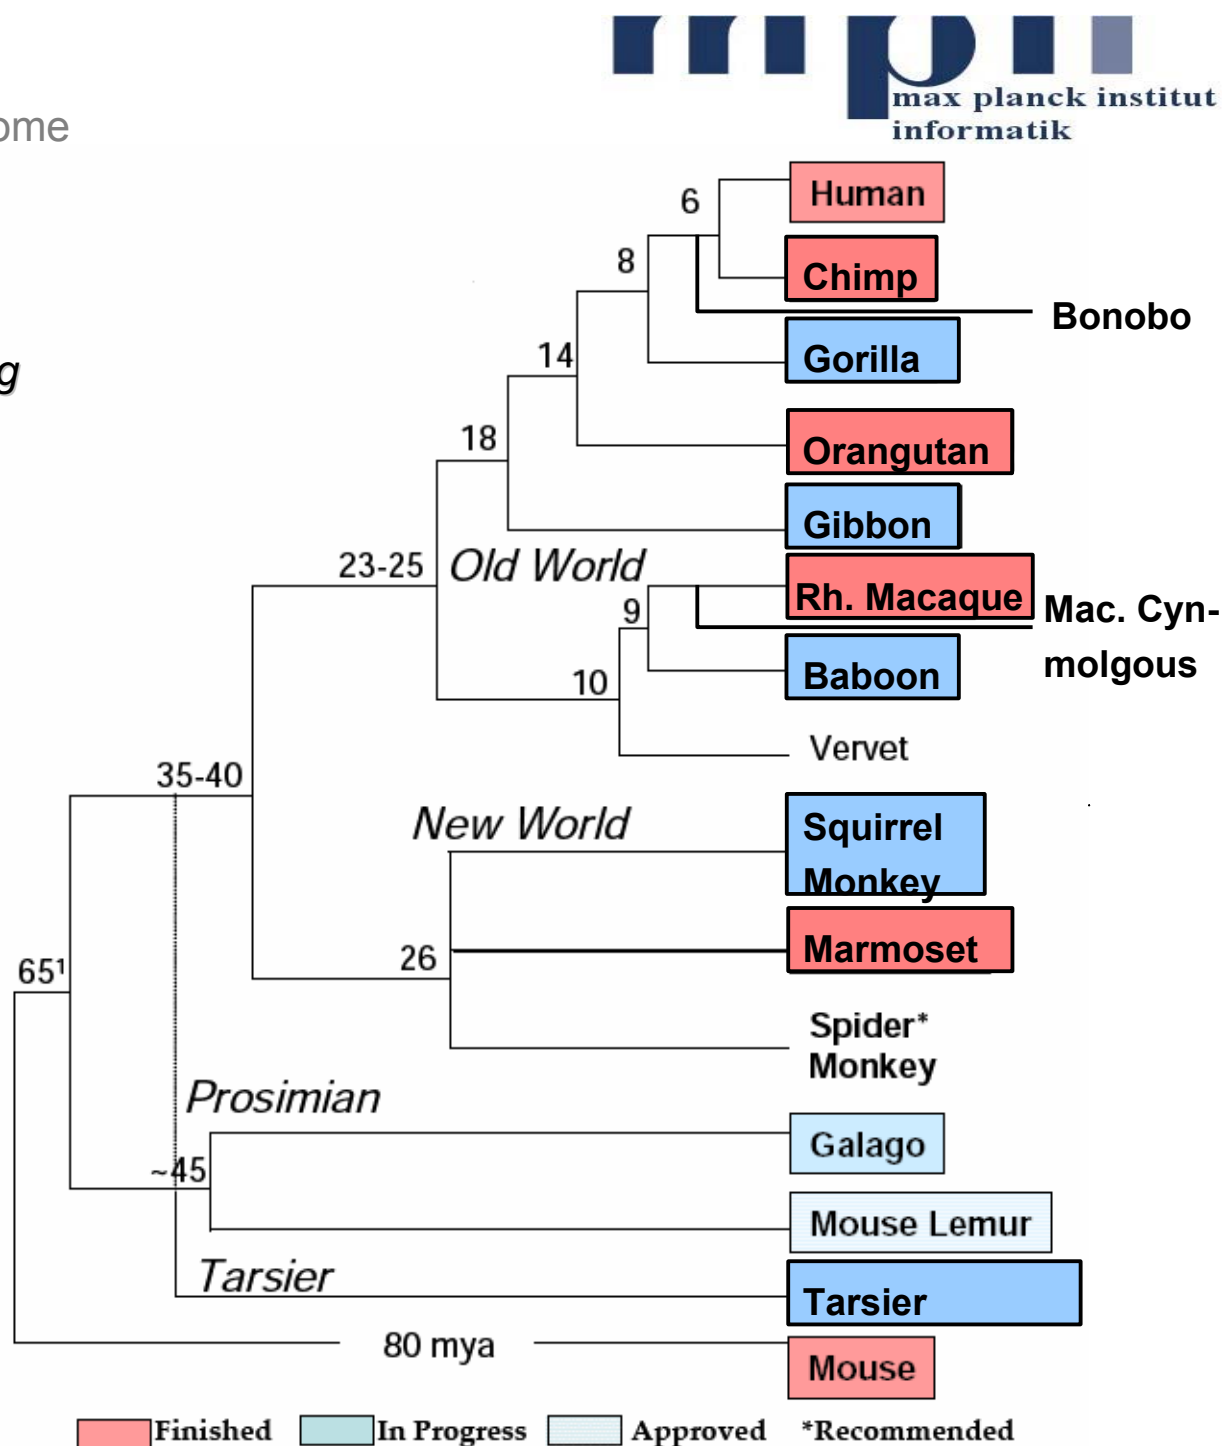 max planck institut
informatik
ome
g
6
Human
8
Chimp
Bonobo
14
Gorilla
18
Orangutan
Gibbon
23-25
Old World
9
Rh. Macaque
Mac. Cyn-
molgous
10
Baboon
Vervet
35-40
New World
Squirrel
Monkey
26
Marmoset
65¹
Spider*
Monkey
Prosimian
Galago
~45
Mouse Lemur
Tarsier
Tarsier
80 mya
Mouse
Finished In Progress Approved *Recommended